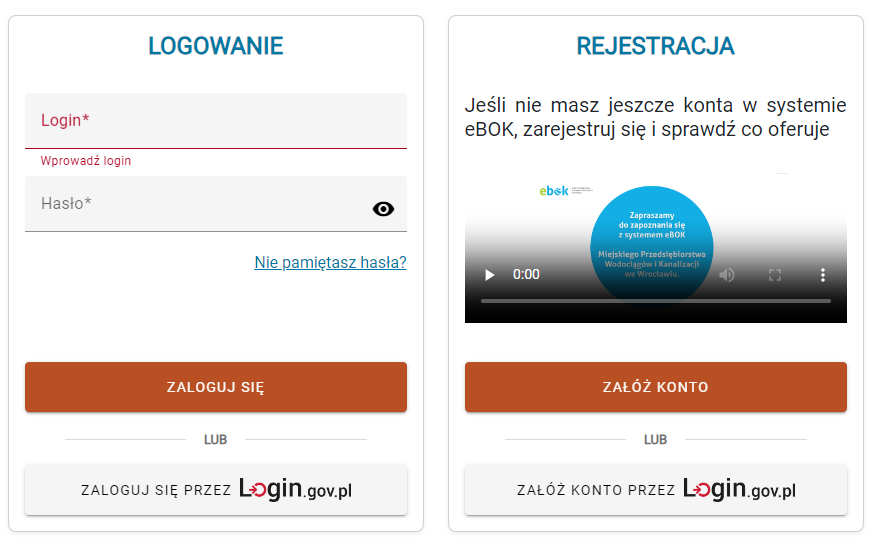 LOGOWANIE
Login*
Wprowadź login
Hasło*
Nie pamiętasz hasła?
ZALOGUJ SIĘ
LUB
ZALOGUJ SIĘ PRZEZ Login.gov.pl
REJESTRACJA
Jeśli nie masz jeszcze konta w systemie
eBOK, zarejestruj się i sprawdź co oferuje
ebok
Zapraszamy
do zapoznania się
z systemem eBOK
Miejskiego Przedsiębiorstwa
Wodociągów i Kanalizacji
we Wrocławiu.
0:00
ZAŁÓŻ KONTO
LUB
ZAŁÓŻ KONTO PRZEZ Login.gov.pl